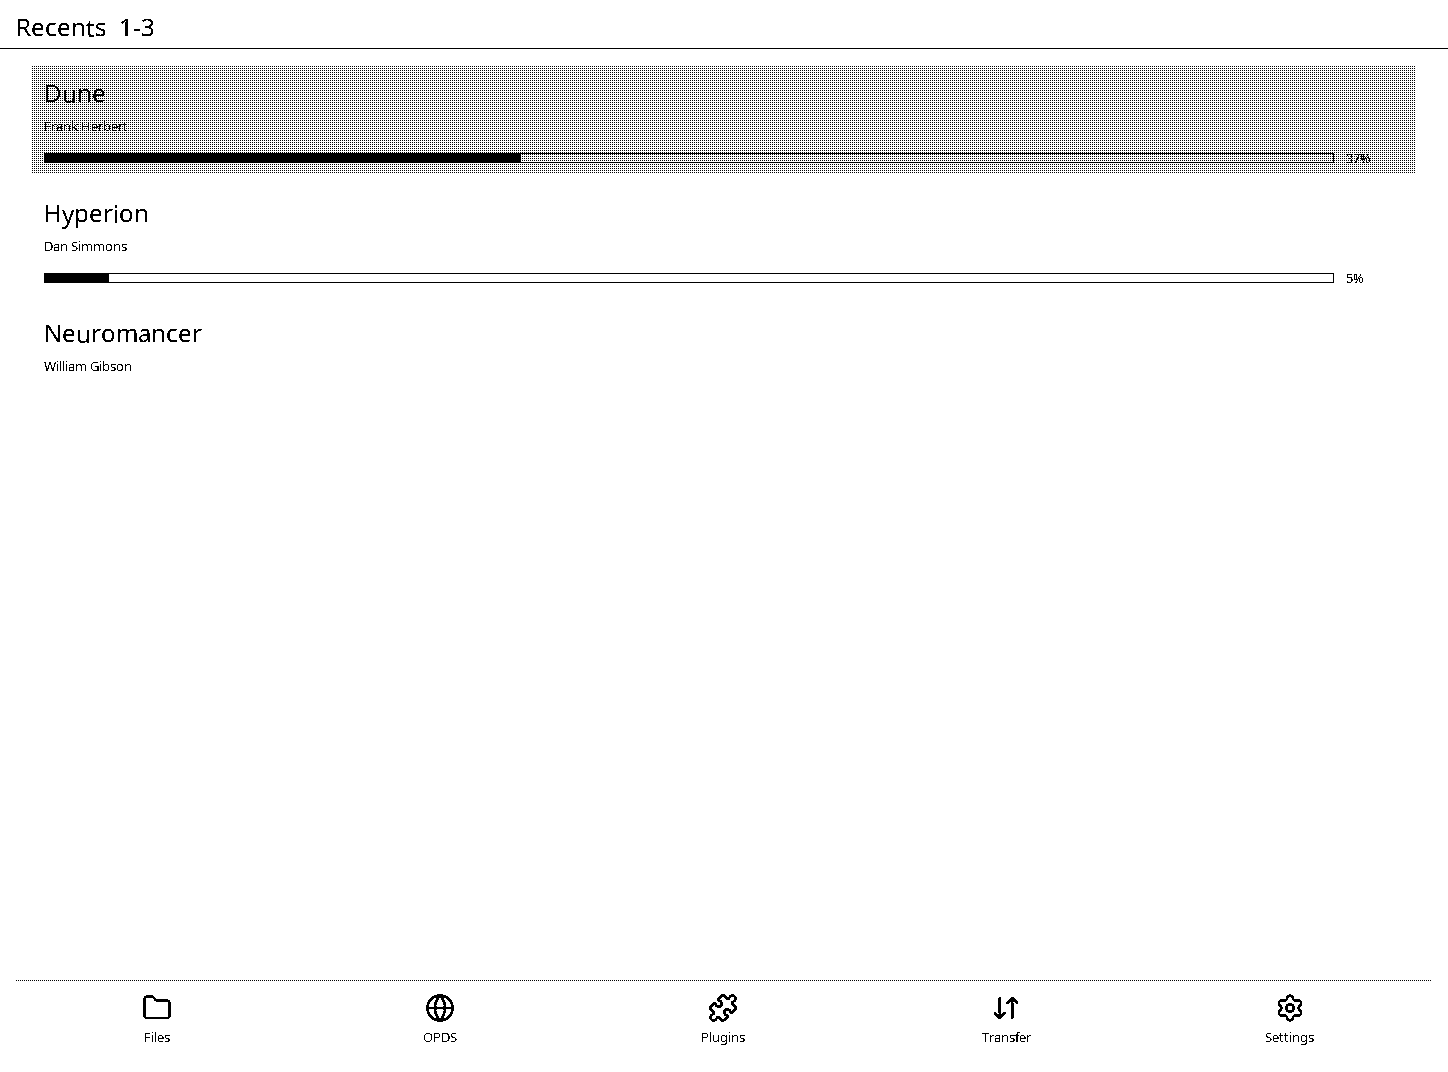 Recents 1-3
Dune
Frank Herbert
37%
Hyperion
Dan Simmons
5%
Neuromancer
William Gibson
Files
OPDS
Plugins
Transfer
Settings